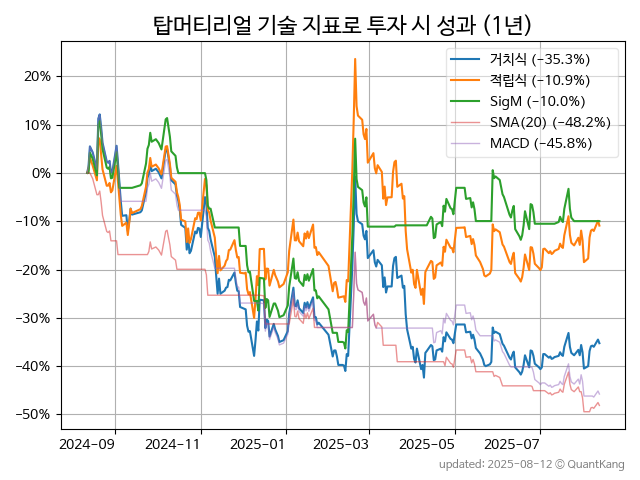 탑머티리얼 기술 지표로 투자 시 성과 (1년)
거치식 (−35.3%)
적립식 (−10.9%)
SigM (−10.0%)
SMA(20) (−48.2%)
MACD (−45.8%)
20%
10%
0%
−10%
−20%
−30%
−40%
−50%
2024-09 2024-11 2025-01 2025-03 2025-05 2025-07
updated: 2025-08-12 © QuantKang